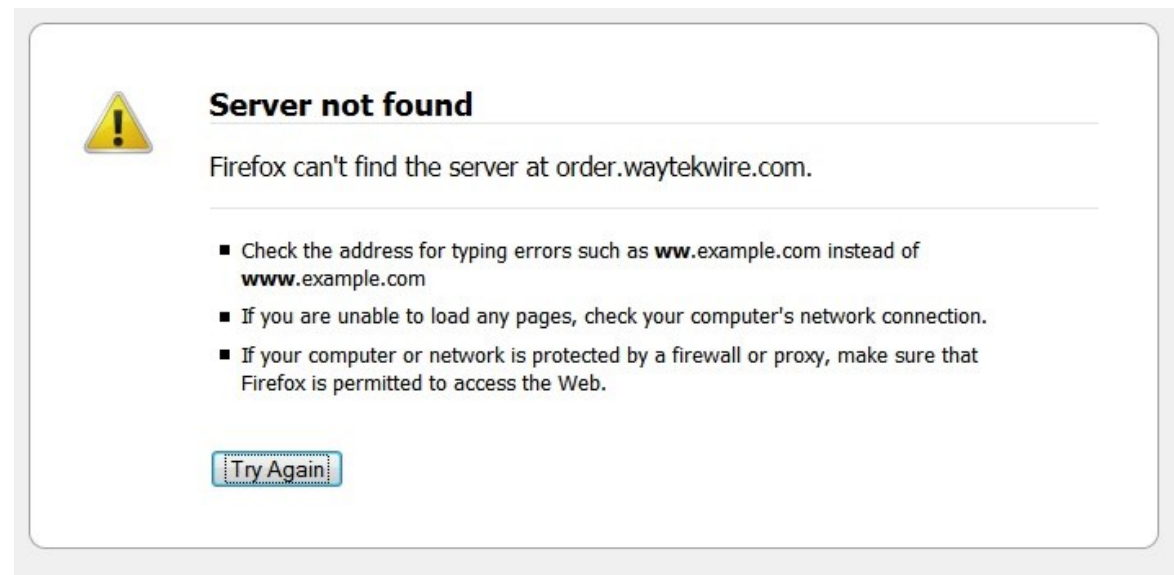 Server not found
Firefox can't find the server at order.waytekwire.com.
Check the address for typing errors such as ww.example.com instead of
www.example.com
If you are unable to load any pages, check your computer's network connection.
If your computer or network is protected by a firewall or proxy, make sure that
Firefox is permitted to access the Web.
Try Again